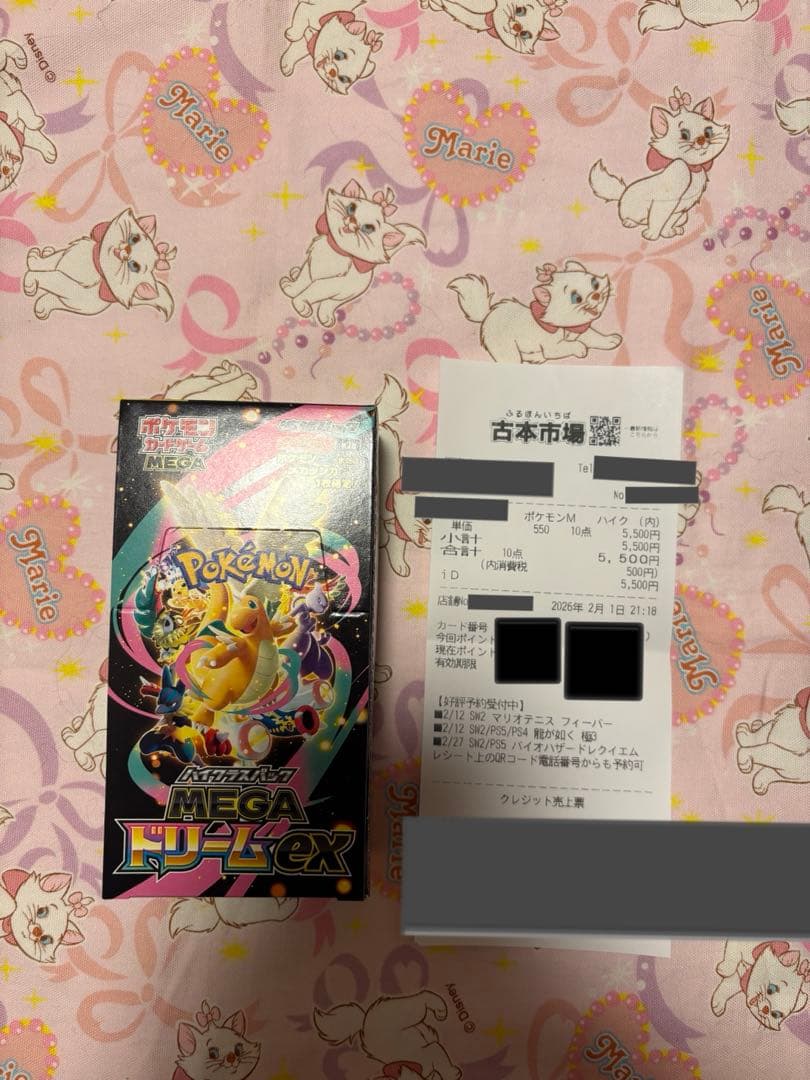 ©Disney
Marie
Marie
Marie
Marie
Marie
Marie
Marie
Marie
©Disney
ポケモン
カードゲーム
MEGA
POKéMON
ハイクラスパック
MEGA
ドリームex
ふるほんいちば
古本市場
Tel
No
ポケモンM ハイク (内)
単価 550 10点 5,500円
小計 5,500円
合計 10点 5,500円
(内消費税 500円)
iD 5,500円
店舗No 2026年 2月 1日 21:18
カード番号
今回ポイント
現在ポイント
有効期限
【好評予約受付中】
■2/12 SW2 マリオテニス フィーバー
■2/12 SW2/PS5/PS4 龍が如く 極3
■2/27 SW2/PS5 バイオハザードレクイエム
レシート上のQRコード電話番号からも予約可
クレジット売上票